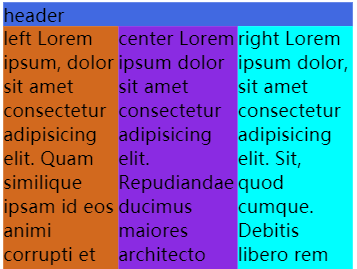 header
left Lorem
ipsum, dolor
sit amet
consectetur
adipisicing
elit. Quam
similique
ipsam id eos
animi
corrupti et
center Lorem
ipsum dolor
sit amet
consectetur
adipisicing
elit.
Repudiandae
ducimus
maiores
architecto
right Lorem
ipsum dolor,
sit amet
consectetur
adipisicing
elit. Sit,
quod
cumque.
Debitis
libero rem